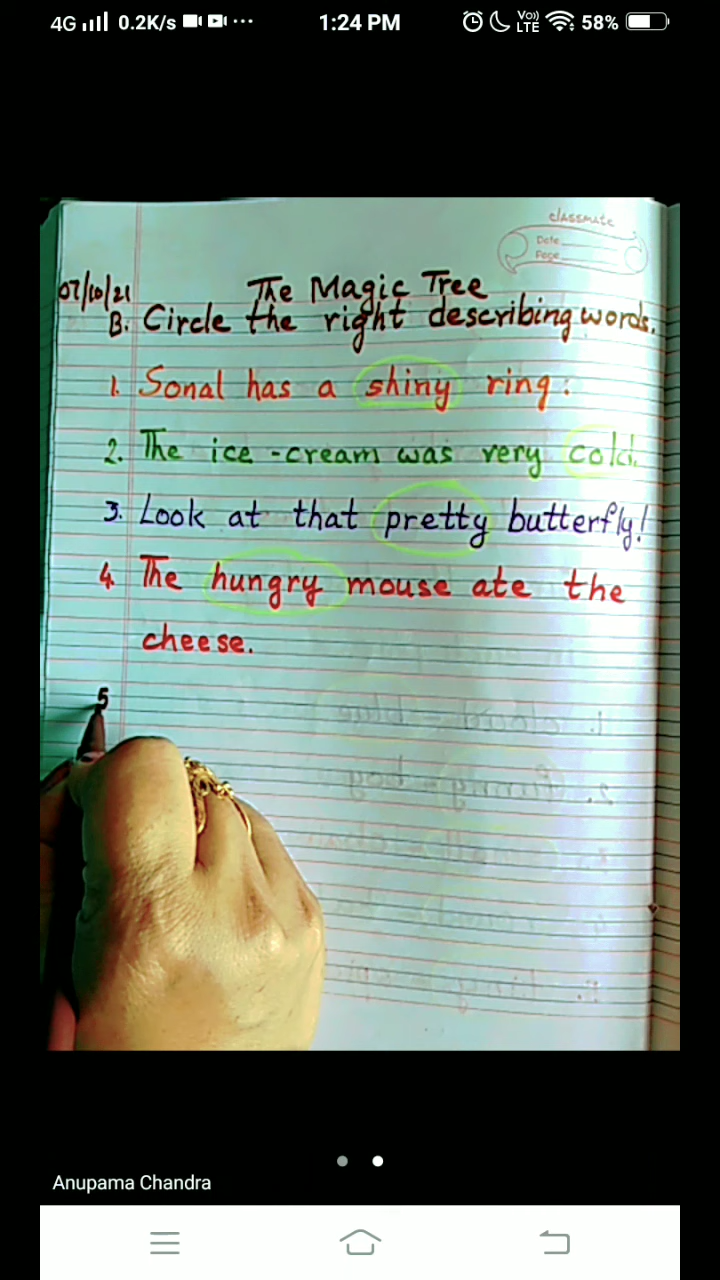 4G 0.2K/s ... 1:24 PM Vo) LTE 58%
classmate
Date
Page
07/10/21 The Magic Tree
B. Circle the right describing words.
1. Sonal has a shiny ring.
2. The ice-cream was very cold.
3. Look at that pretty butterfly!
4. The hungry mouse ate the
cheese.
5
Anupama Chandra